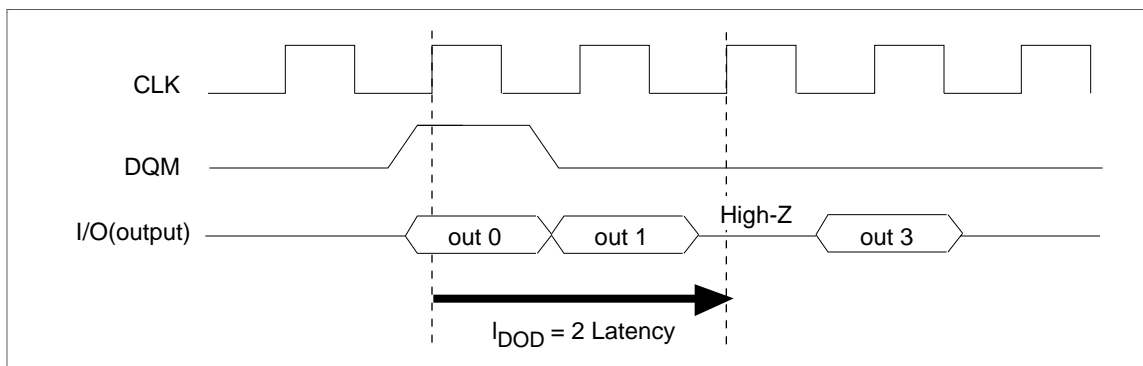 CLK
DQM
I/O(output)
out 0
out 1
High-Z
out 3
IDOD = 2 Latency